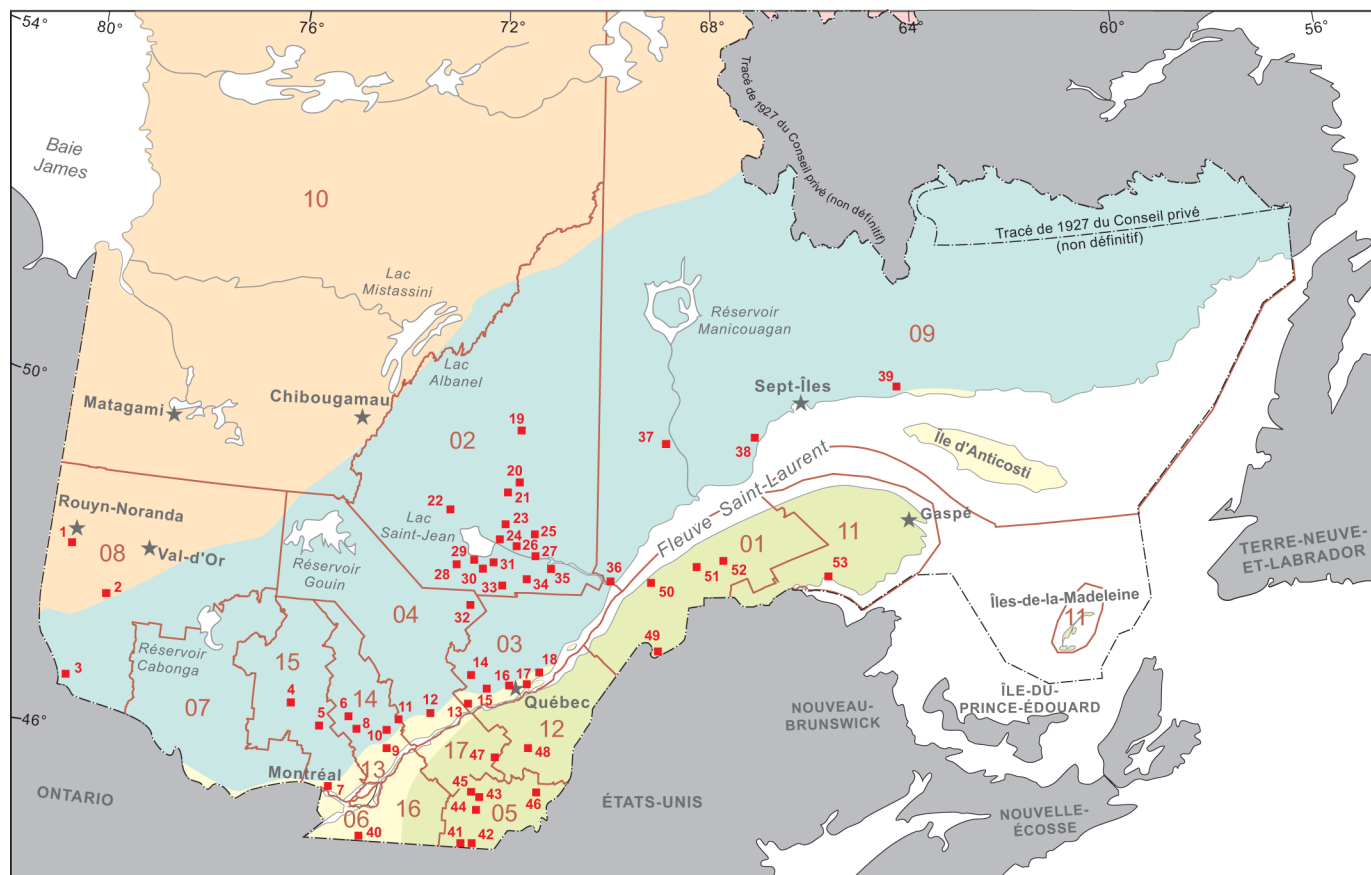 54°
80°
76°
72°
68°
64°
60°
56°
Baie
James
10
Tracé de 1927 du Conseil privé (non définitif)
Tracé de 1927 du Conseil privé
(non définitif)
Lac
Mistassini
Réservoir
Manicouagan
09
50°
Lac
Albanel
39
Sept-Îles
Matagami
Chibougamau
19
02
37
38
Île d'Anticosti
20
21
22
Rouyn-Noranda
Fleuve Saint-Laurent
Gaspé
1
08
Val-d'Or
Lac
Saint-Jean
23
24
25
26
27
01
11
TERRE-NEUVE-
ET-LABRADOR
Réservoir
Gouin
29
28
30
31
33
34
35
36
50
51
52
53
2
04
32
Îles-de-la-Madeleine
11
03
49
3
Réservoir
Cabonga
15
14
18
17
16
15
4
14
07
6
11
12
13
Québec
ÎLE-DU-
PRINCE-ÉDOUARD
NOUVEAU-
BRUNSWICK
46°
5
8
10
9
12
17
47
48
Montréal
13
7
ONTARIO
16
45
43
44
05
46
ÉTATS-UNIS
NOUVELLE-
ÉCOSSE
06
40
41
42